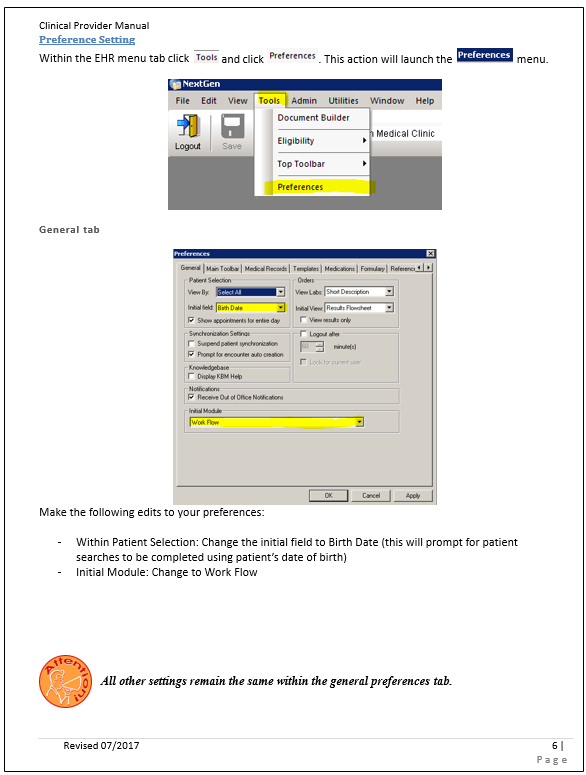 Clinical Provider Manual
Preference Setting
Within the EHR menu tab click Tools and click Preferences . This action will launch the Preferences menu.
NextGen
File Edit View Tools Admin Utilities Window Help
Document Builder
n Medical Clinic
Eligibility
Logout Save
Top Toolbar
Preferences
General tab
Preferences
General Main Toolbar Medical Records Templates Medications Formulary Referenc
Patient Selection Orders
View By: Select All View Labs: Short Description
Initial field: Birth Date Initial View: Results Flowsheet
Show appointments for entire day View results only
Synchronization Settings Logout after
Suspend patient synchronization minute(s)
Prompt for encounter auto creation
Lock for current user
Knowledgebase
Display KBM Help
Notifications
Receive Out of Office Notifications
Initial Module
Work Flow
OK Cancel Apply
Make the following edits to your preferences:
- Within Patient Selection: Change the initial field to Birth Date (this will prompt for patient
searches to be completed using patient's date of birth)
- Initial Module: Change to Work Flow
Attention!
All other settings remain the same within the general preferences tab.
Revised 07/2017 6 |
Page